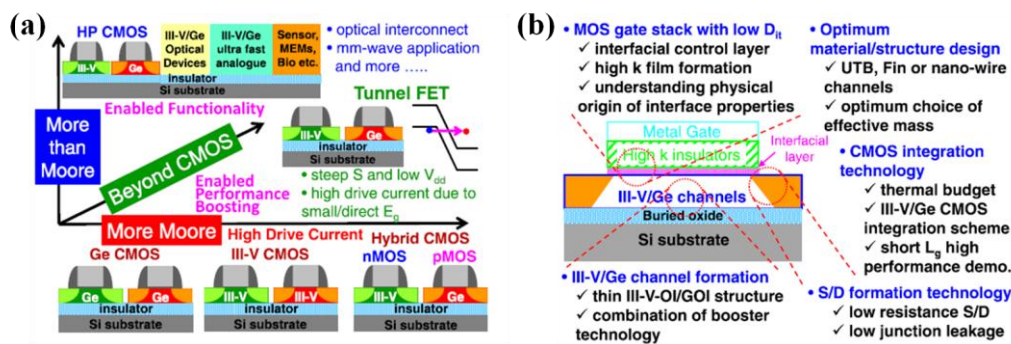 (a)
HP CMOS
III-V/Ge
Optical
Devices
III-V/Ge
ultra fast
analogue
Sensor,
MEMs,
Bio etc.
III-V
Ge
insulator
Si substrate
• optical interconnect
• mm-wave application
and more .....
More
than
Moore
Enabled Functionality
Beyond CMOS
Enabled
Performance
Boosting
Tunnel FET
III-V
Ge
insulator
Si substrate
• steep S and low Vdd
• high drive current due to
small/direct Eg
More Moore
High Drive Current
Ge CMOS
Ge
Ge
insulator
Si substrate
III-V CMOS
III-V
III-V
insulator
Si substrate
Hybrid CMOS
nMOS
pMOS
III-V
Ge
insulator
Si substrate
(b)
• MOS gate stack with low Dit
✓ interfacial control layer
✓ high k film formation
✓ understanding physical
origin of interface properties
• Optimum
material/structure design
✓ UTB, Fin or nano-wire
channels
✓ optimum choice of
effective mass
Metal Gate
High k insulators
Interfacial
layer
III-V/Ge channels
Buried oxide
Si substrate
• CMOS integration
technology
✓ thermal budget
✓ III-V/Ge CMOS
integration scheme
✓ short Lg high
performance demo.
• III-V/Ge channel formation
✓ thin III-V-OI/GOI structure
✓ combination of booster
technology
• S/D formation technology
✓ low resistance S/D
✓ low junction leakage